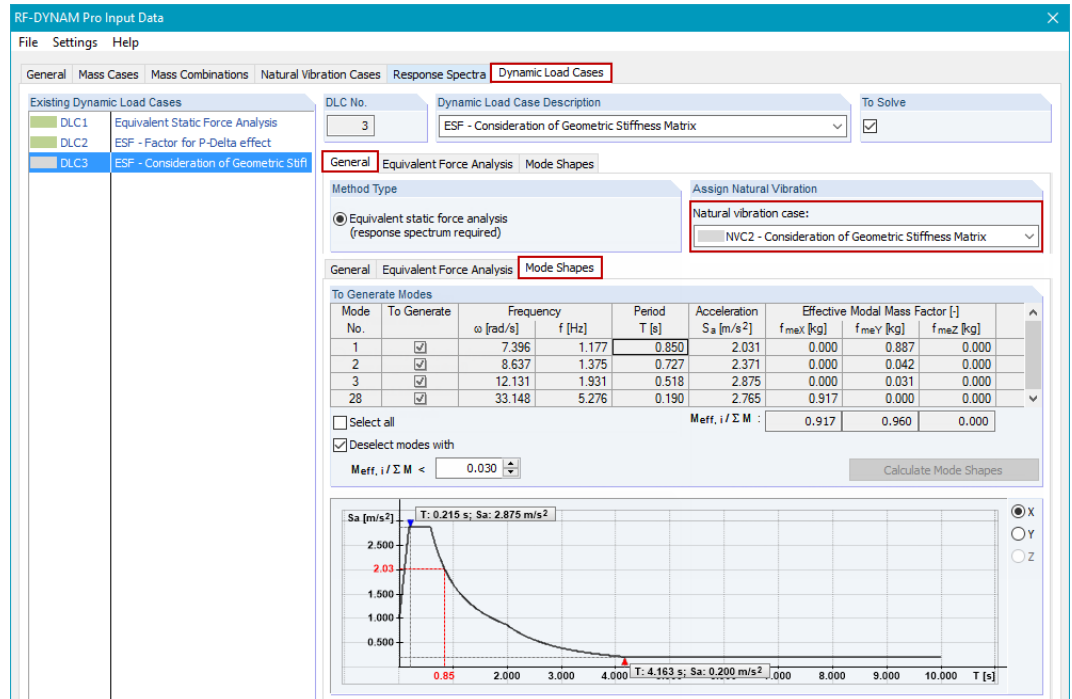 RF-DYNAM Pro Input Data
File Settings Help
General Mass Cases Mass Combinations Natural Vibration Cases Response Spectra Dynamic Load Cases
Existing Dynamic Load Cases
DLC1 Equivalent Static Force Analysis
DLC2 ESF - Factor for P-Delta effect
DLC3 ESF - Consideration of Geometric Stiff
DLC No.
3
Dynamic Load Case Description
ESF - Consideration of Geometric Stiffness Matrix
To Solve
General Equivalent Force Analysis Mode Shapes
Method Type
Equivalent static force analysis
(response spectrum required)
Assign Natural Vibration
Natural vibration case:
NVC2 - Consideration of Geometric Stiffness Matrix
General Equivalent Force Analysis Mode Shapes
To Generate Modes
Mode To Generate Frequency Period Acceleration Effective Modal Mass Factor [-]
No. ω [rad/s] f [Hz] T [s] Sa [m/s²] fmeX [kg] fmeY [kg] fmeZ [kg]
1 7.396 1.177 0.850 2.031 0.000 0.887 0.000
2 8.637 1.375 0.727 2.371 0.000 0.042 0.000
3 12.131 1.931 0.518 2.875 0.000 0.031 0.000
28 33.148 5.276 0.190 2.765 0.917 0.000 0.000
Select all
Meff, i / Σ M : 0.917 0.960 0.000
Deselect modes with
Meff, i / Σ M < 0.030
Calculate Mode Shapes
Sa [m/s²]
T: 0.215 s; Sa: 2.875 m/s²
X
Y
Z
2.500
2.03
1.500
1.000
0.500
T: 4.163 s; Sa: 0.200 m/s²
0.85 2.000 3.000 4.000 8.000 9.000 10.000 T [s]